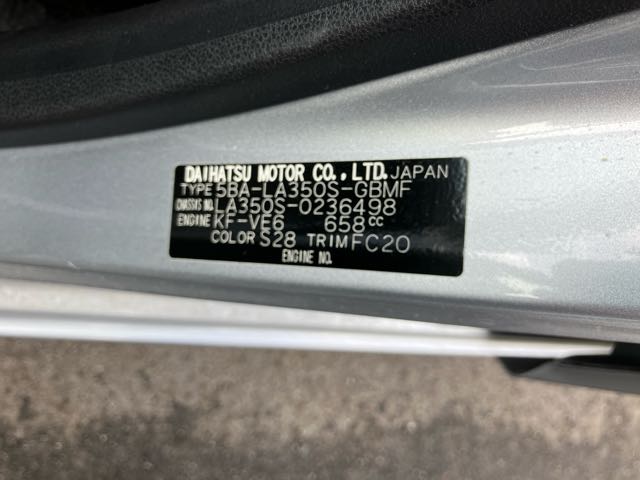 DAIHATSU MOTOR CO., LTD. JAPAN
TYPE 5BA-LA350S-GBMF
CHASSIS NO. LA350S-0236498
ENGINE KF-VE6 658cc
COLOR S28 TRIM FC20
ENGINE NO.